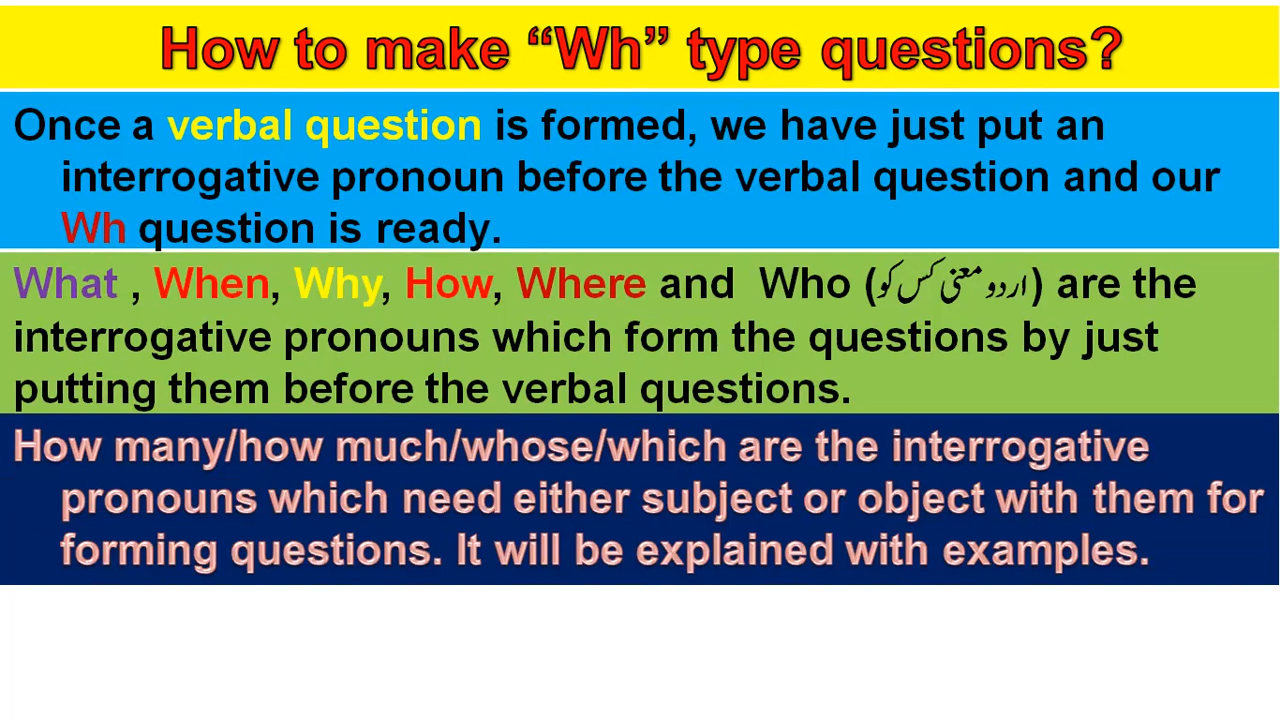 How to make “Wh” type questions?
Once a verbal question is formed, we have just put an
interrogative pronoun before the verbal question and our
Wh question is ready.
What , When, Why, How, Where and Who (اردو معنی کس کو) are the
interrogative pronouns which form the questions by just
putting them before the verbal questions.
How many/how much/whose/which are the interrogative
pronouns which need either subject or object with them for
forming questions. It will be explained with examples.